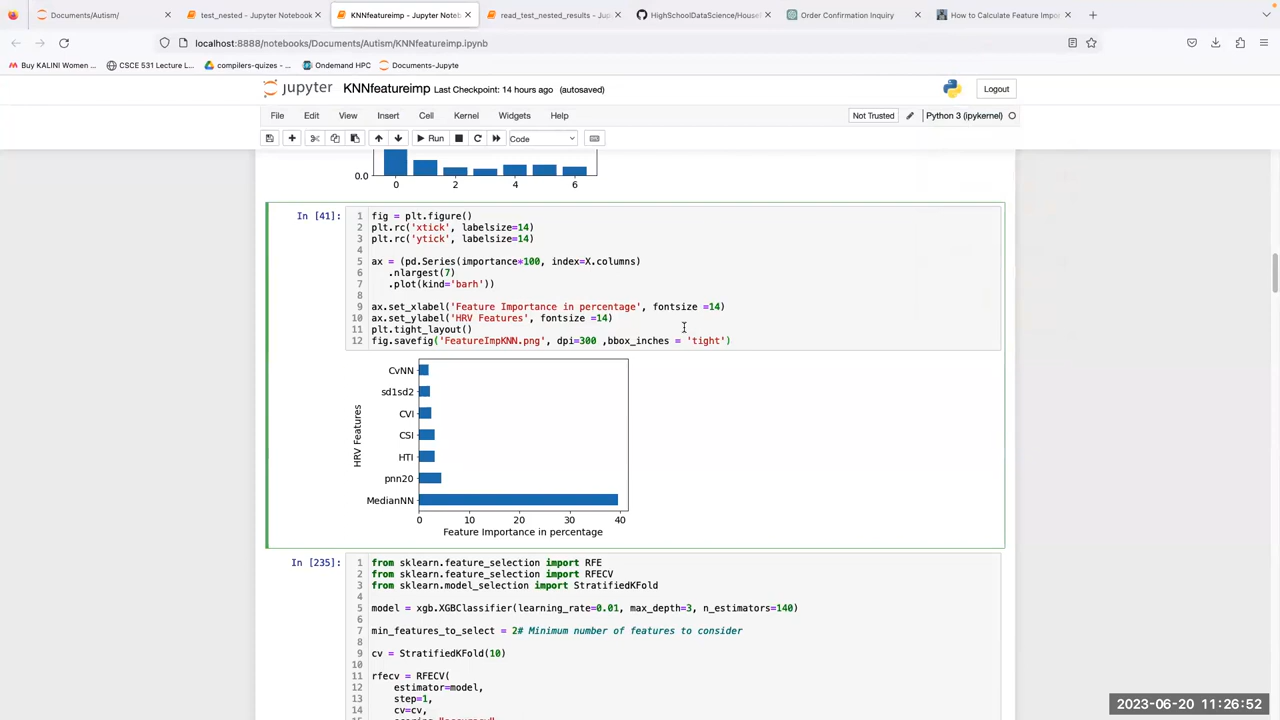 Documents/Autism/
test_nested - Jupyter Notebook
KNNfeatureimp - Jupyter Noteb
read_test_nested_results - Jup
HighSchoolDataScience/House
Order Confirmation Inquiry
How to Calculate Feature Impor
localhost:8888/notebooks/Documents/Autism/KNNfeatureimp.ipynb
Buy KALINI Women ...
CSCE 531 Lecture L...
compilers-quizes
Ondemand HPC
Documents-Jupyte
jupyter KNNfeatureimp Last Checkpoint: 14 hours ago (autosaved)
Logout
File Edit View Insert Cell Kernel Widgets Help
Not Trusted
Python 3 (ipykernel)
Run
Code
0.0
0 2 4 6
In [41]:
1 fig = plt.figure()
2 plt.rc('xtick', labelsize=14)
3 plt.rc('ytick', labelsize=14)
4
5 ax = (pd.Series(importance*100, index=X.columns)
6 .nlargest(7)
7 .plot(kind='barh'))
8
9 ax.set_xlabel('Feature Importance in percentage', fontsize =14)
10 ax.set_ylabel('HRV Features', fontsize =14)
11 plt.tight_layout()
12 fig.savefig('FeatureImpKNN.png', dpi=300 ,bbox_inches = 'tight')
HRV Features
CvNN
sd1sd2
CVI
CSI
HTI
pnn20
MedianNN
0 10 20 30 40
Feature Importance in percentage
In [235]:
1 from sklearn.feature_selection import RFE
2 from sklearn.feature_selection import RFECV
3 from sklearn.model_selection import StratifiedKFold
4
5 model = xgb.XGBClassifier(learning_rate=0.01, max_depth=3, n_estimators=140)
6
7 min_features_to_select = 2# Minimum number of features to consider
8
9 cv = StratifiedKFold(10)
10
11 rfecv = RFECV(
12 estimator=model,
13 step=1,
14 cv=cv,
2023-06-20 11:26:52